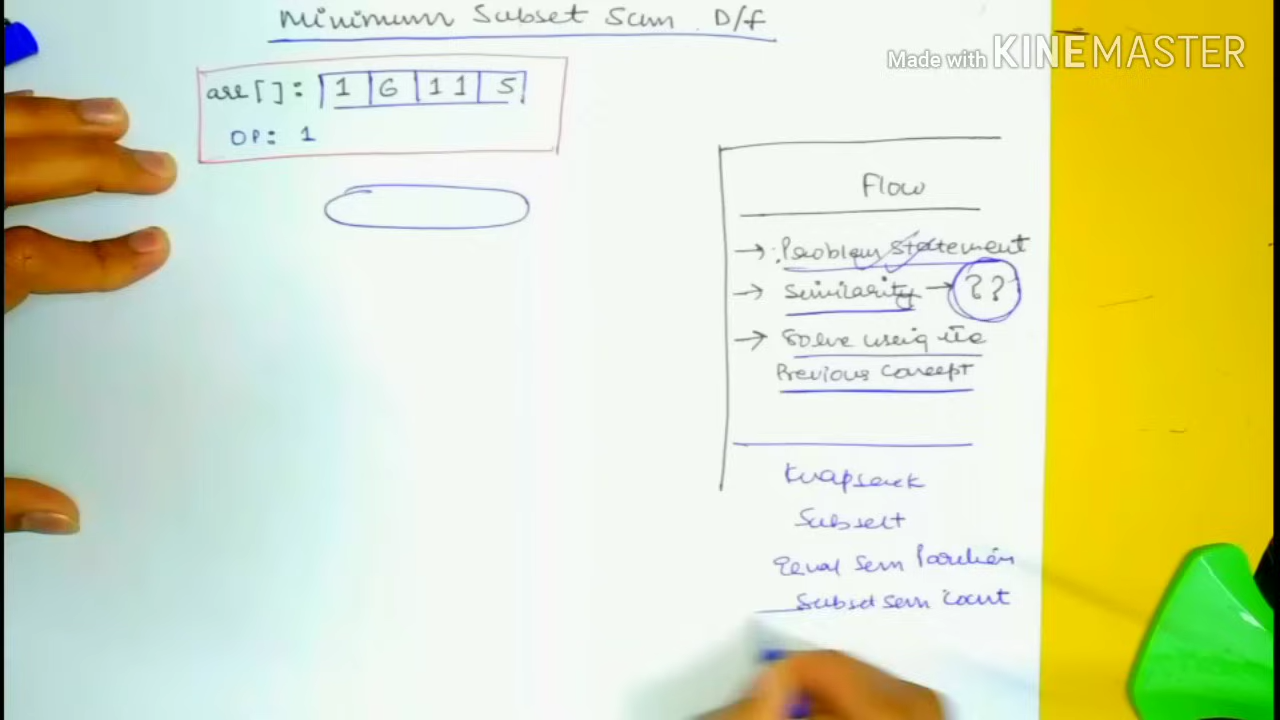 Minimum Subset Sum D/f
Made with KINEMASTER
arr[]: 1 6 11 5
OP: 1
Flow
→ Problem Statement
→ Similarity → ??
→ Solve using the
Previous Concept
Knapsack
Subset
Equal Sum Partition
Subset Sum Count